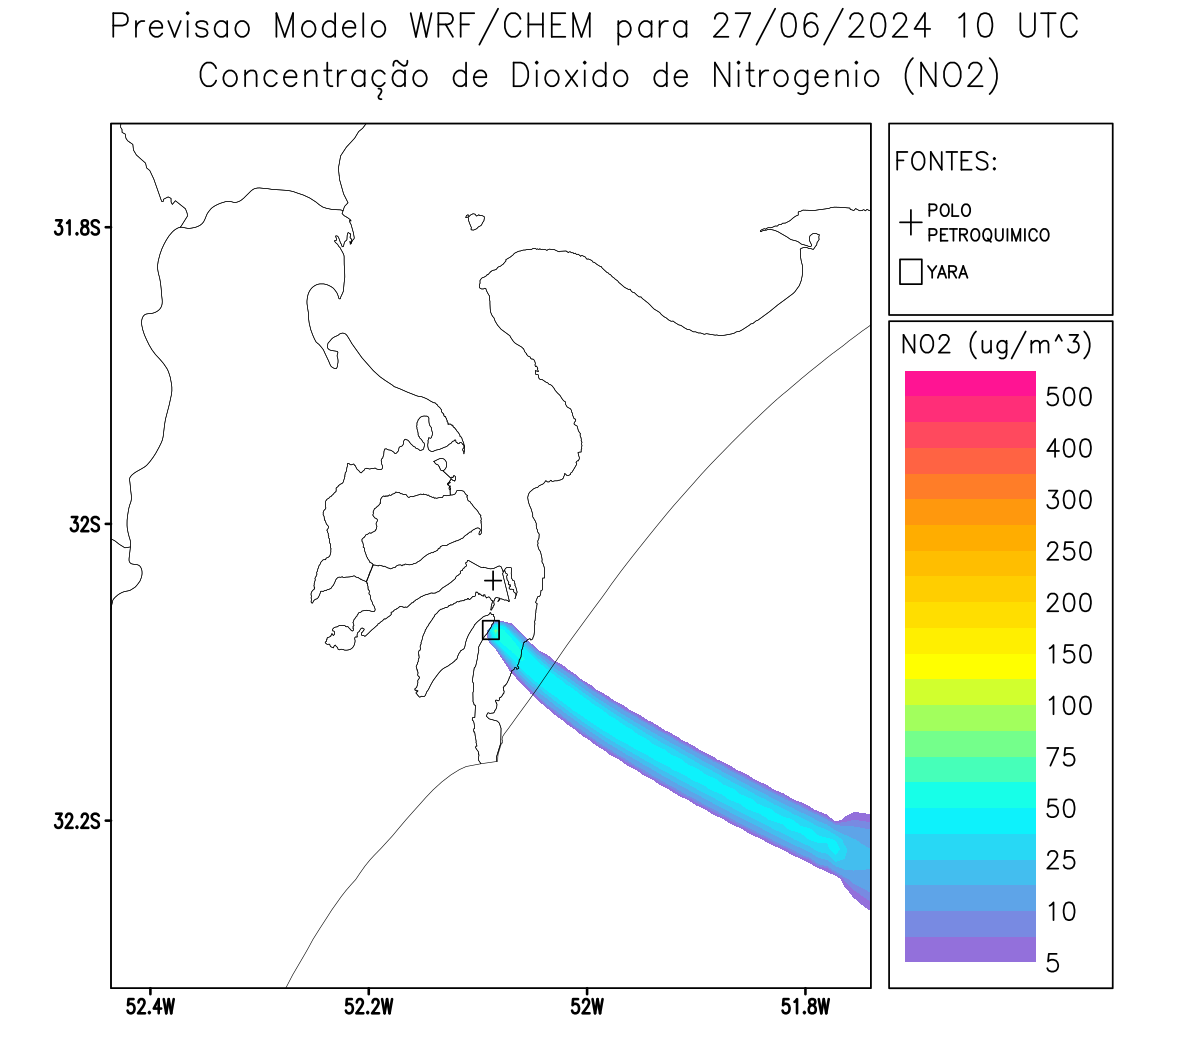 Previsao Modelo WRF/CHEM para 27/06/2024 10 UTC
Concentração de Dioxido de Nitrogenio (NO2)
FONTES:
POLO
PETROQUIMICO
YARA
NO2 (ug/m^3)
500
400
300
250
200
150
100
75
50
25
10
5
31.8S
32S
32.2S
52.4W 52.2W 52W 51.8W